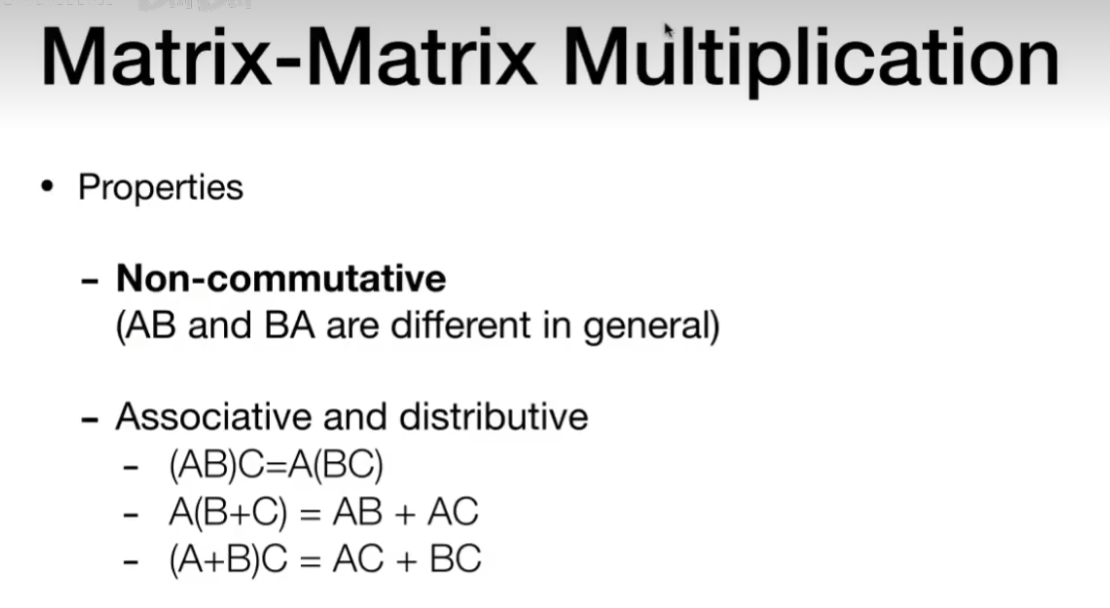 Matrix-Matrix Multiplication
• Properties
– Non-commutative
(AB and BA are different in general)
– Associative and distributive
- (AB)C=A(BC)
- A(B+C) = AB + AC
- (A+B)C = AC + BC